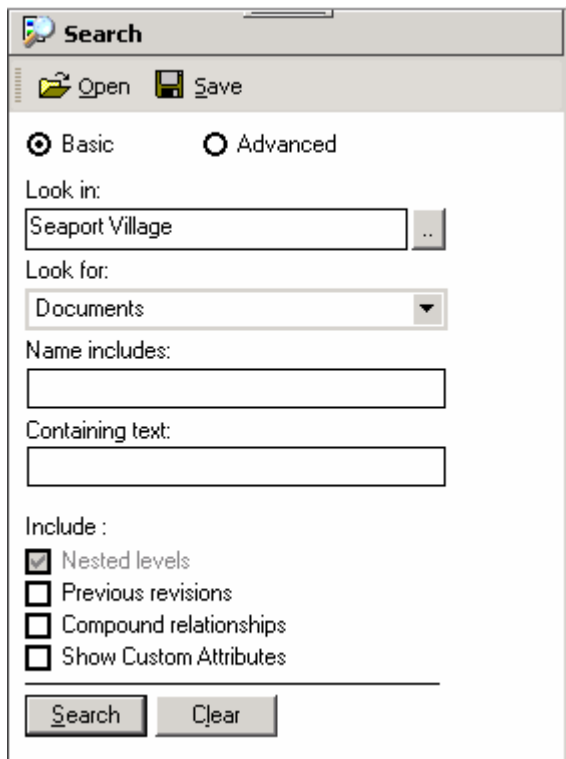 Search
Open Save
Basic Advanced
Look in:
Seaport Village ..
Look for:
Documents
Name includes:
Containing text:
Include :
Nested levels
Previous revisions
Compound relationships
Show Custom Attributes
Search Clear